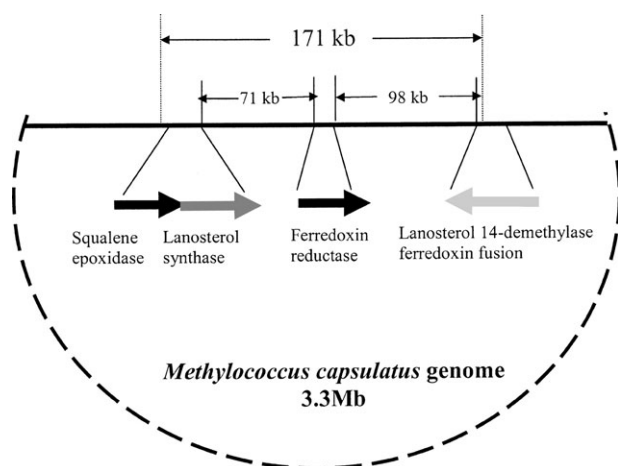 171 kb
71 kb
98 kb
Squalene
epoxidase
Lanosterol
synthase
Ferredoxin
reductase
Lanosterol 14-demethylase
ferredoxin fusion
Methylococcus capsulatus genome
3.3Mb